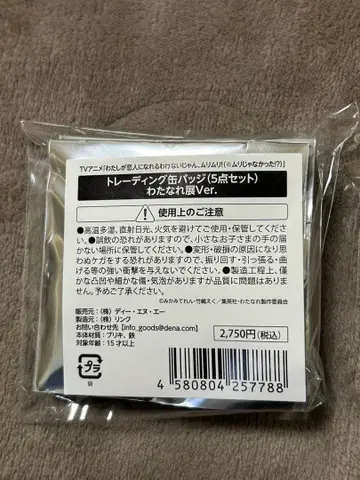 TVアニメ「わたしが恋人になれるわけないじゃん、ムリムリ!(※ムリじゃなかった!?)」
トレーディング缶バッジ(5点セット)
わたなれ展Ver.
使用上のご注意
●高温多湿、直射日光、火気を避けてご使用・保管してくださ
い。●誤飲の恐れがありますので、小さなお子さまの手の届
かない場所に保管してください。●変形・破損の原因になり思
わぬケガをする恐れがありますので、振り回す・引っ張る・曲
げる等の強い衝撃を与えないでください。●製造工程上、僅
かな凸凹や細かな傷・気泡がありますが品質に問題はありませ
ん。予めご了承ください。
©みかみてれん・竹嶋えく/集英社・わたなれ製作委員会
販売元:(株)ディー・エヌ・エー
製造元:(株)リンク
お問い合わせ先【info_goods@dena.com】
本体材質:ブリキ、鉄
対象年齢:15才以上
2,750円(税込)
プラ
袋
4 580804 257788